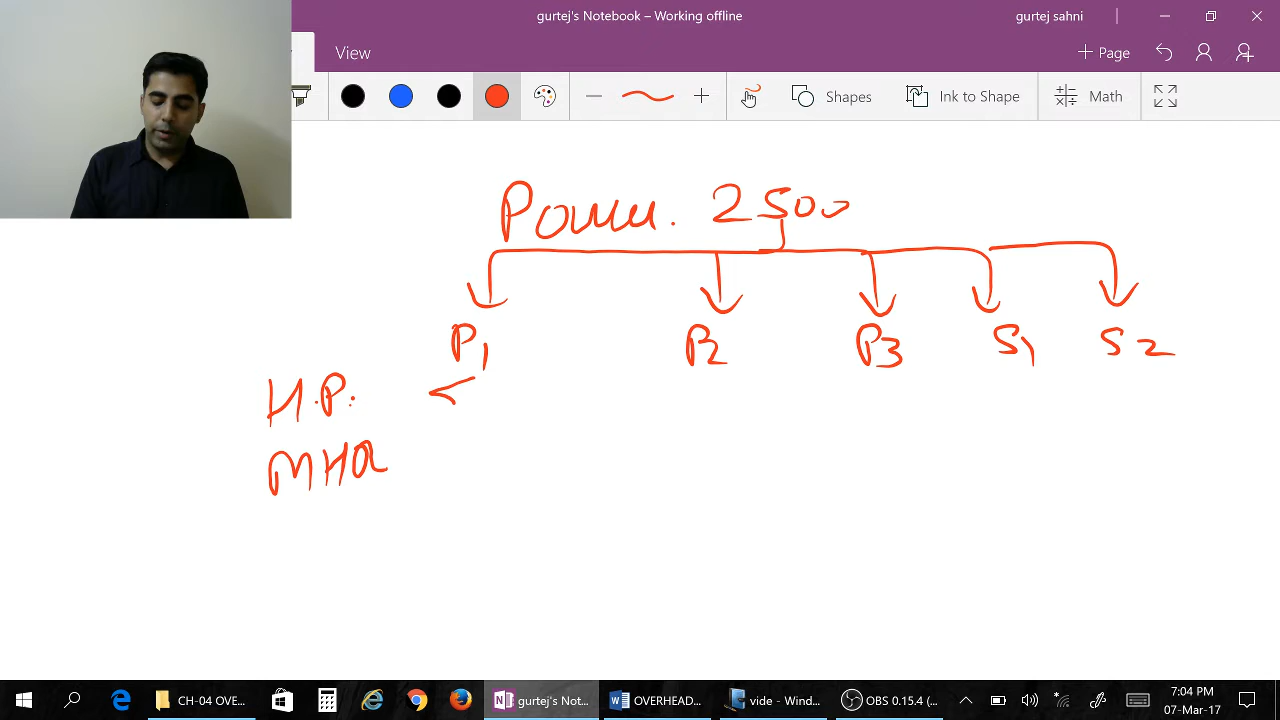 gurtej's Notebook – Working offline
gurtej sahni
View
Page
Shapes
Ink to Shape
Math
Power. 2500
P1 P2 P3 S1 S2
H.P.
MHR
CH-04 OVE...
gurtej's Not...
OVERHEAD...
vide - Wind...
OBS 0.15.4 (...
7:04 PM
07-Mar-17